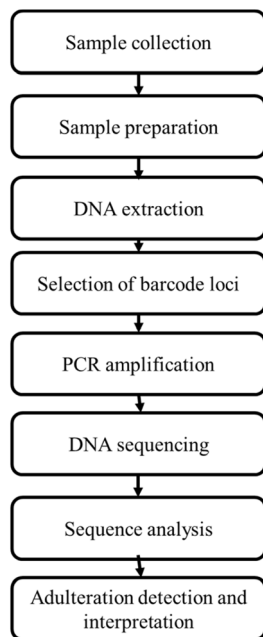 Sample collection
Sample preparation
DNA extraction
Selection of barcode loci
PCR amplification
DNA sequencing
Sequence analysis
Adulteration detection and
interpretation